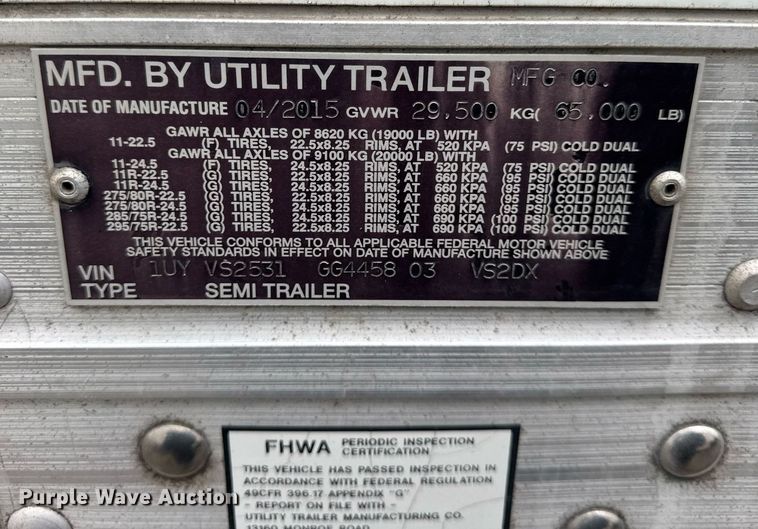 MFD. BY UTILITY TRAILER MFG CO.
DATE OF MANUFACTURE 04/2015 GVWR 29,500 KG( 65,000 LB)
GAWR ALL AXLES OF 8620 KG (19000 LB) WITH
11-22.5 (F) TIRES, 22.5x8.25 RIMS, AT 520 KPA (75 PSI) COLD DUAL
GAWR ALL AXLES OF 9100 KG (20000 LB) WITH
11-24.5 (F) TIRES, 24.5x8.25 RIMS, AT 520 KPA (75 PSI) COLD DUAL
11R-22.5 (G) TIRES, 22.5x8.25 RIMS, AT 660 KPA (95 PSI) COLD DUAL
11R-24.5 (G) TIRES, 24.5x8.25 RIMS, AT 660 KPA (95 PSI) COLD DUAL
275/80R-22.5 (G) TIRES, 22.5x8.25 RIMS, AT 660 KPA (95 PSI) COLD DUAL
275/80R-24.5 (G) TIRES, 24.5x8.25 RIMS, AT 660 KPA (95 PSI) COLD DUAL
285/75R-24.5 (G) TIRES, 24.5x8.25 RIMS, AT 690 KPA (100 PSI) COLD DUAL
295/75R-22.5 (G) TIRES, 22.5x8.25 RIMS, AT 690 KPA (100 PSI) COLD DUAL
THIS VEHICLE CONFORMS TO ALL APPLICABLE FEDERAL MOTOR VEHICLE
SAFETY STANDARDS IN EFFECT ON DATE OF MANUFACTURE SHOWN ABOVE
VIN 1UY VS2531 GG4458 03 VS2DX
TYPE SEMI TRAILER
FHWA PERIODIC INSPECTION
CERTIFICATION
THIS VEHICLE HAS PASSED INSPECTION IN
ACCORDANCE WITH FEDERAL REGULATION
49CFR 396.17 APPENDIX "G"
- REPORT ON FILE WITH -
UTILITY TRAILER MANUFACTURING CO.
13160 MONROE ROAD
Purple Wave Auction